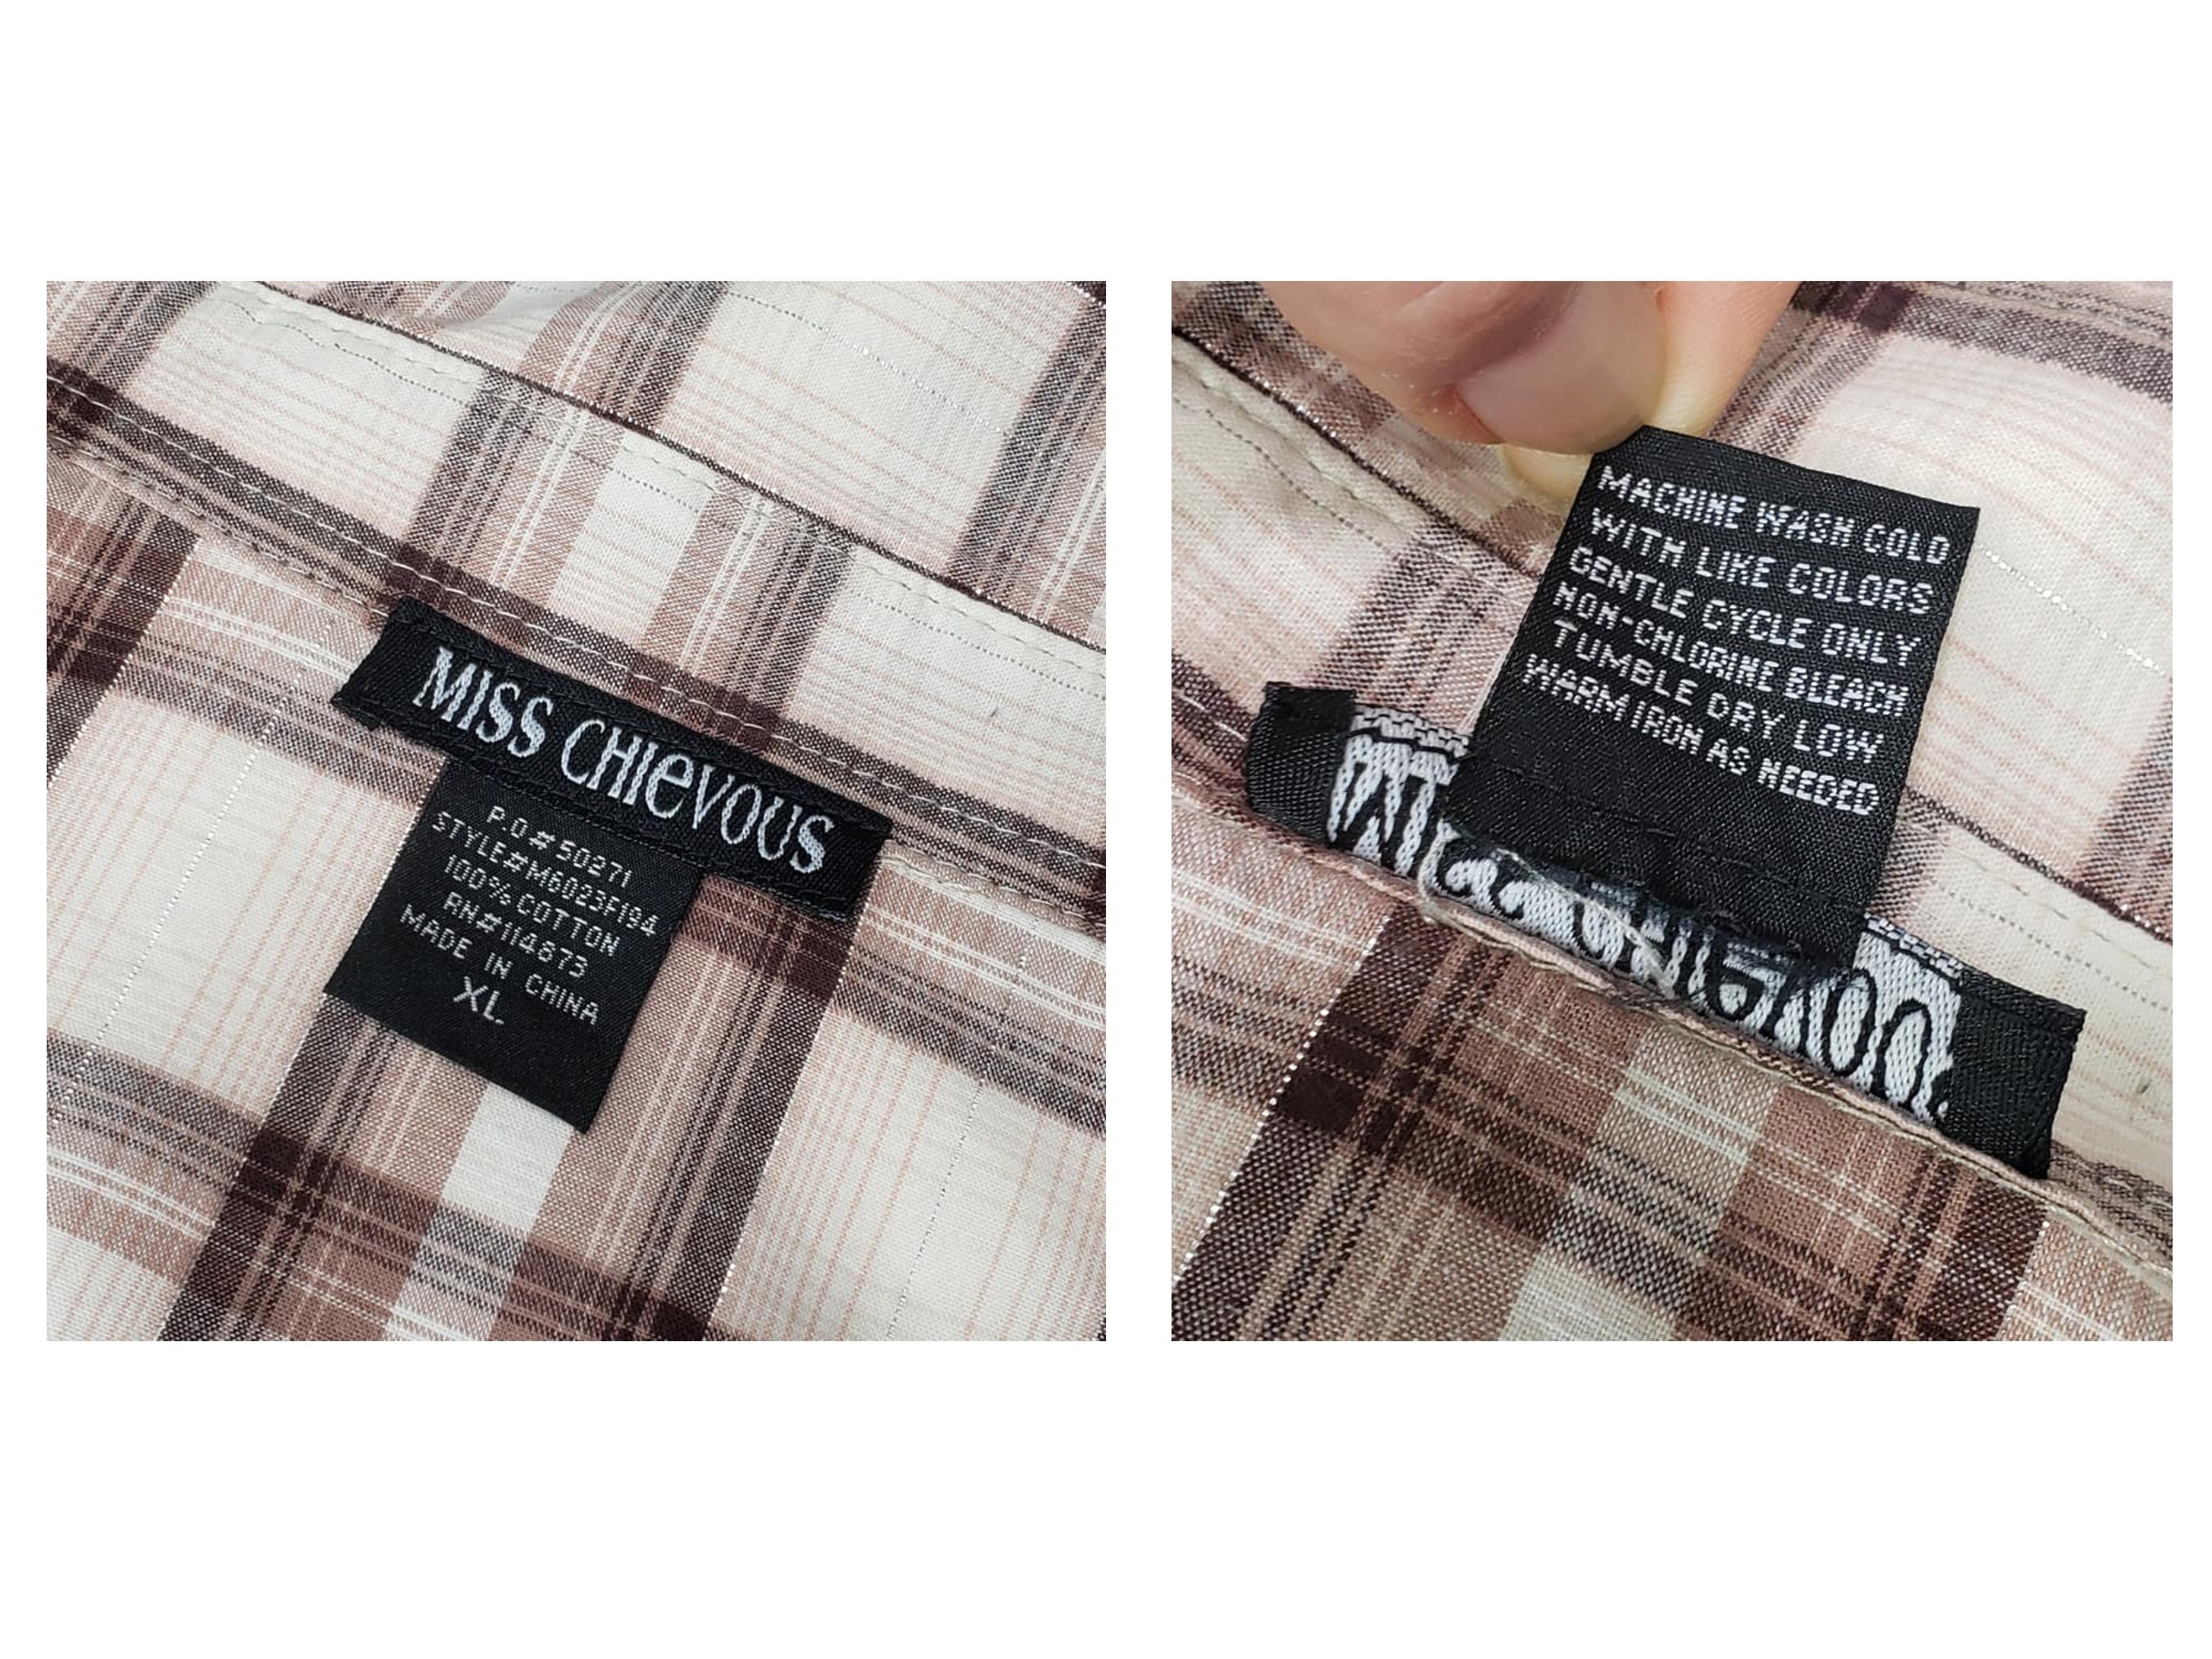 MISS CHIeVOUS
P.O# 50271
STYLE#M6023F194
100% COTTON
RN#114673
MADE IN CHINA
XL
MACHINE WASH COLD
WITH LIKE COLORS
GENTLE CYCLE ONLY
NON-CHLORINE BLEACH
TUMBLE DRY LOW
WARM IRON AS NEEDED